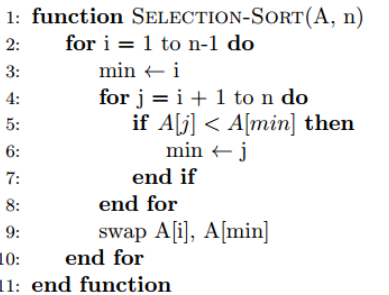 1: function SELECTION-SORT(A, n)
2: for i = 1 to n-1 do
3: min ← i
4: for j = i + 1 to n do
5: if A[j] < A[min] then
6: min ← j
7: end if
8: end for
9: swap A[i], A[min]
10: end for
11: end function